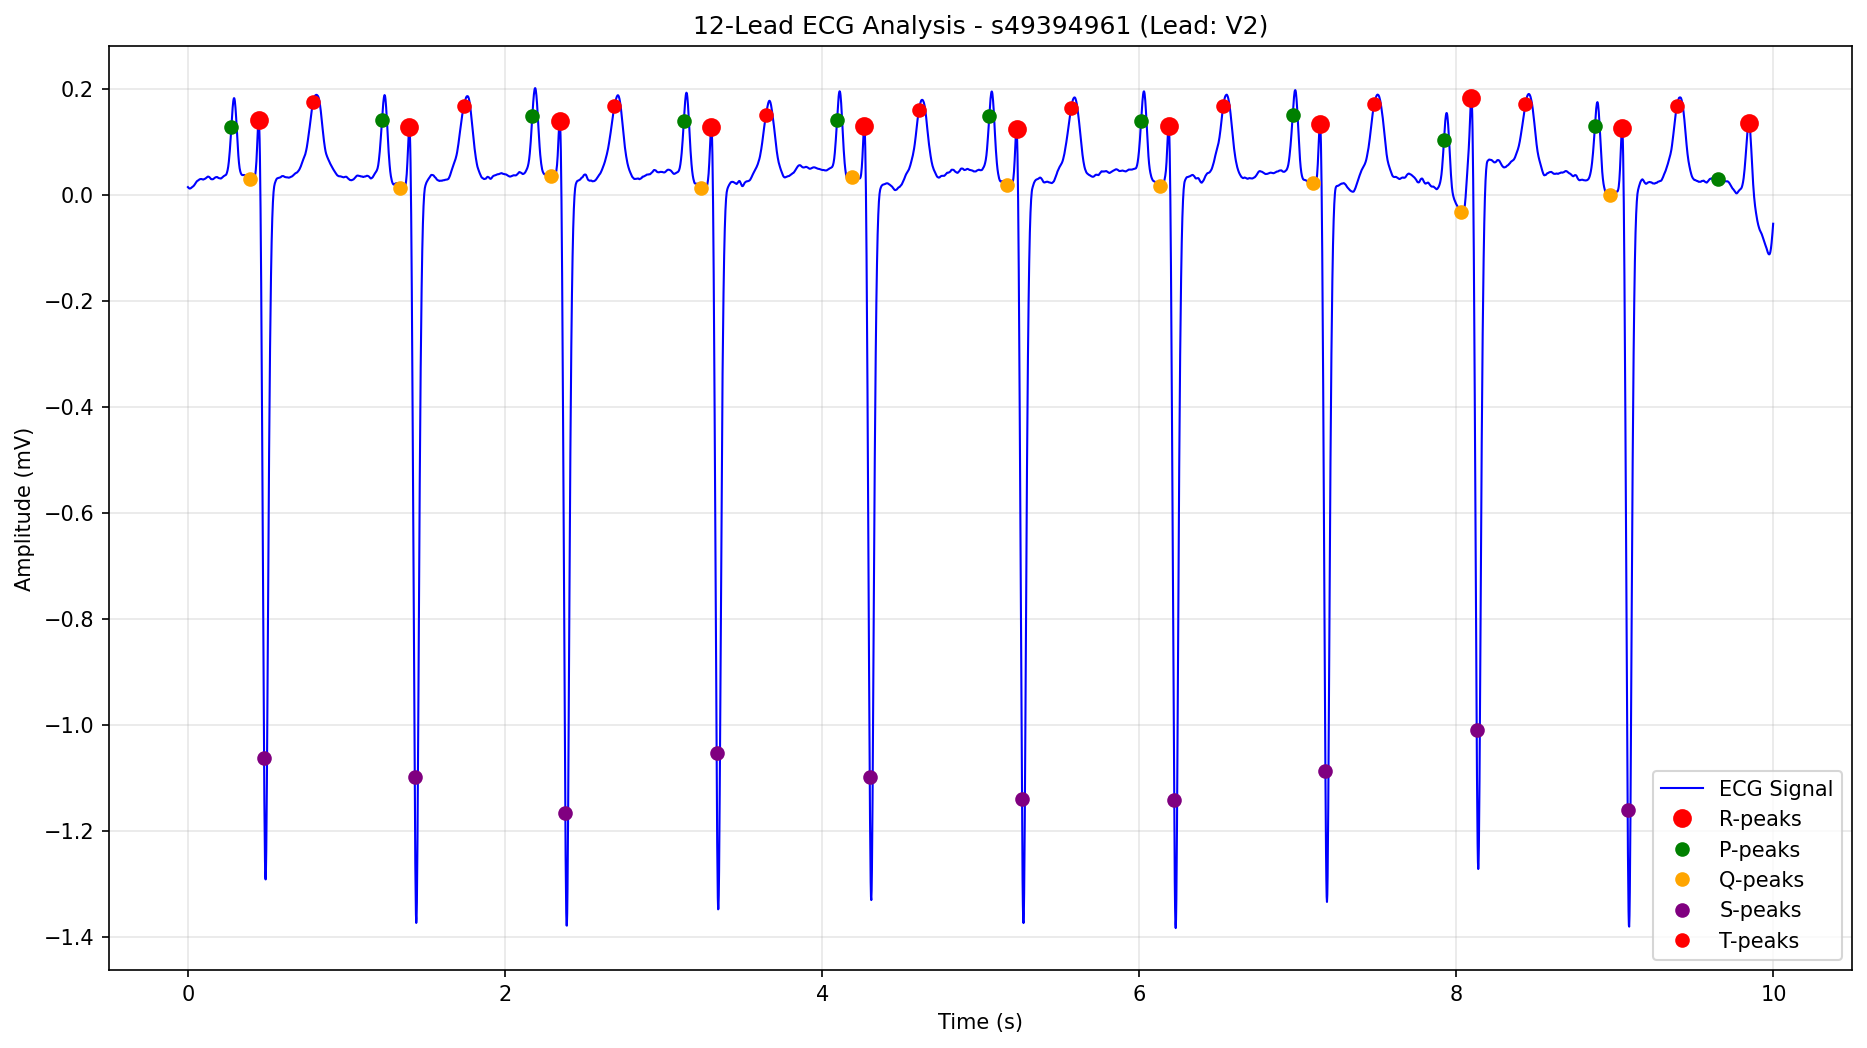 12-Lead ECG Analysis - s49394961 (Lead: V2)
Amplitude (mV)
0.2
0.0
−0.2
−0.4
−0.6
−0.8
−1.0
−1.2
−1.4
ECG Signal
R-peaks
P-peaks
Q-peaks
S-peaks
T-peaks
0 2 4 6 8 10
Time (s)